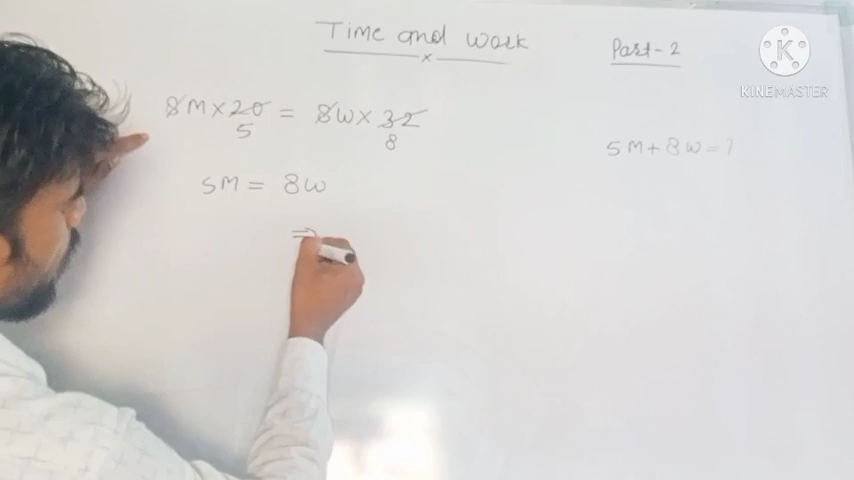 Time and work
x
Part-2
K
KINEMASTER
8M×20 = 8W×32
5
8
5M+8W=?
5M = 8W
⇒